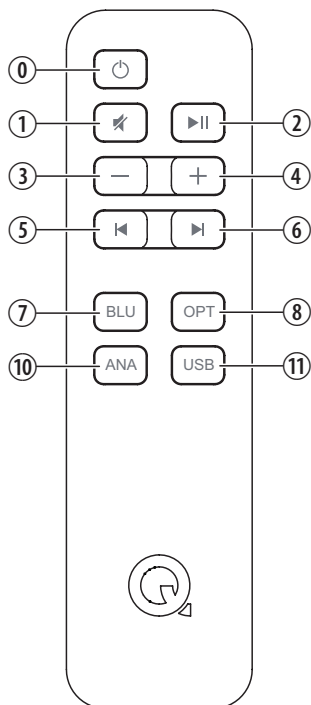 ⓪
① ②
③ ④
⑤ ⑥
⑦ BLU OPT ⑧
⑩ ANA USB ⑪